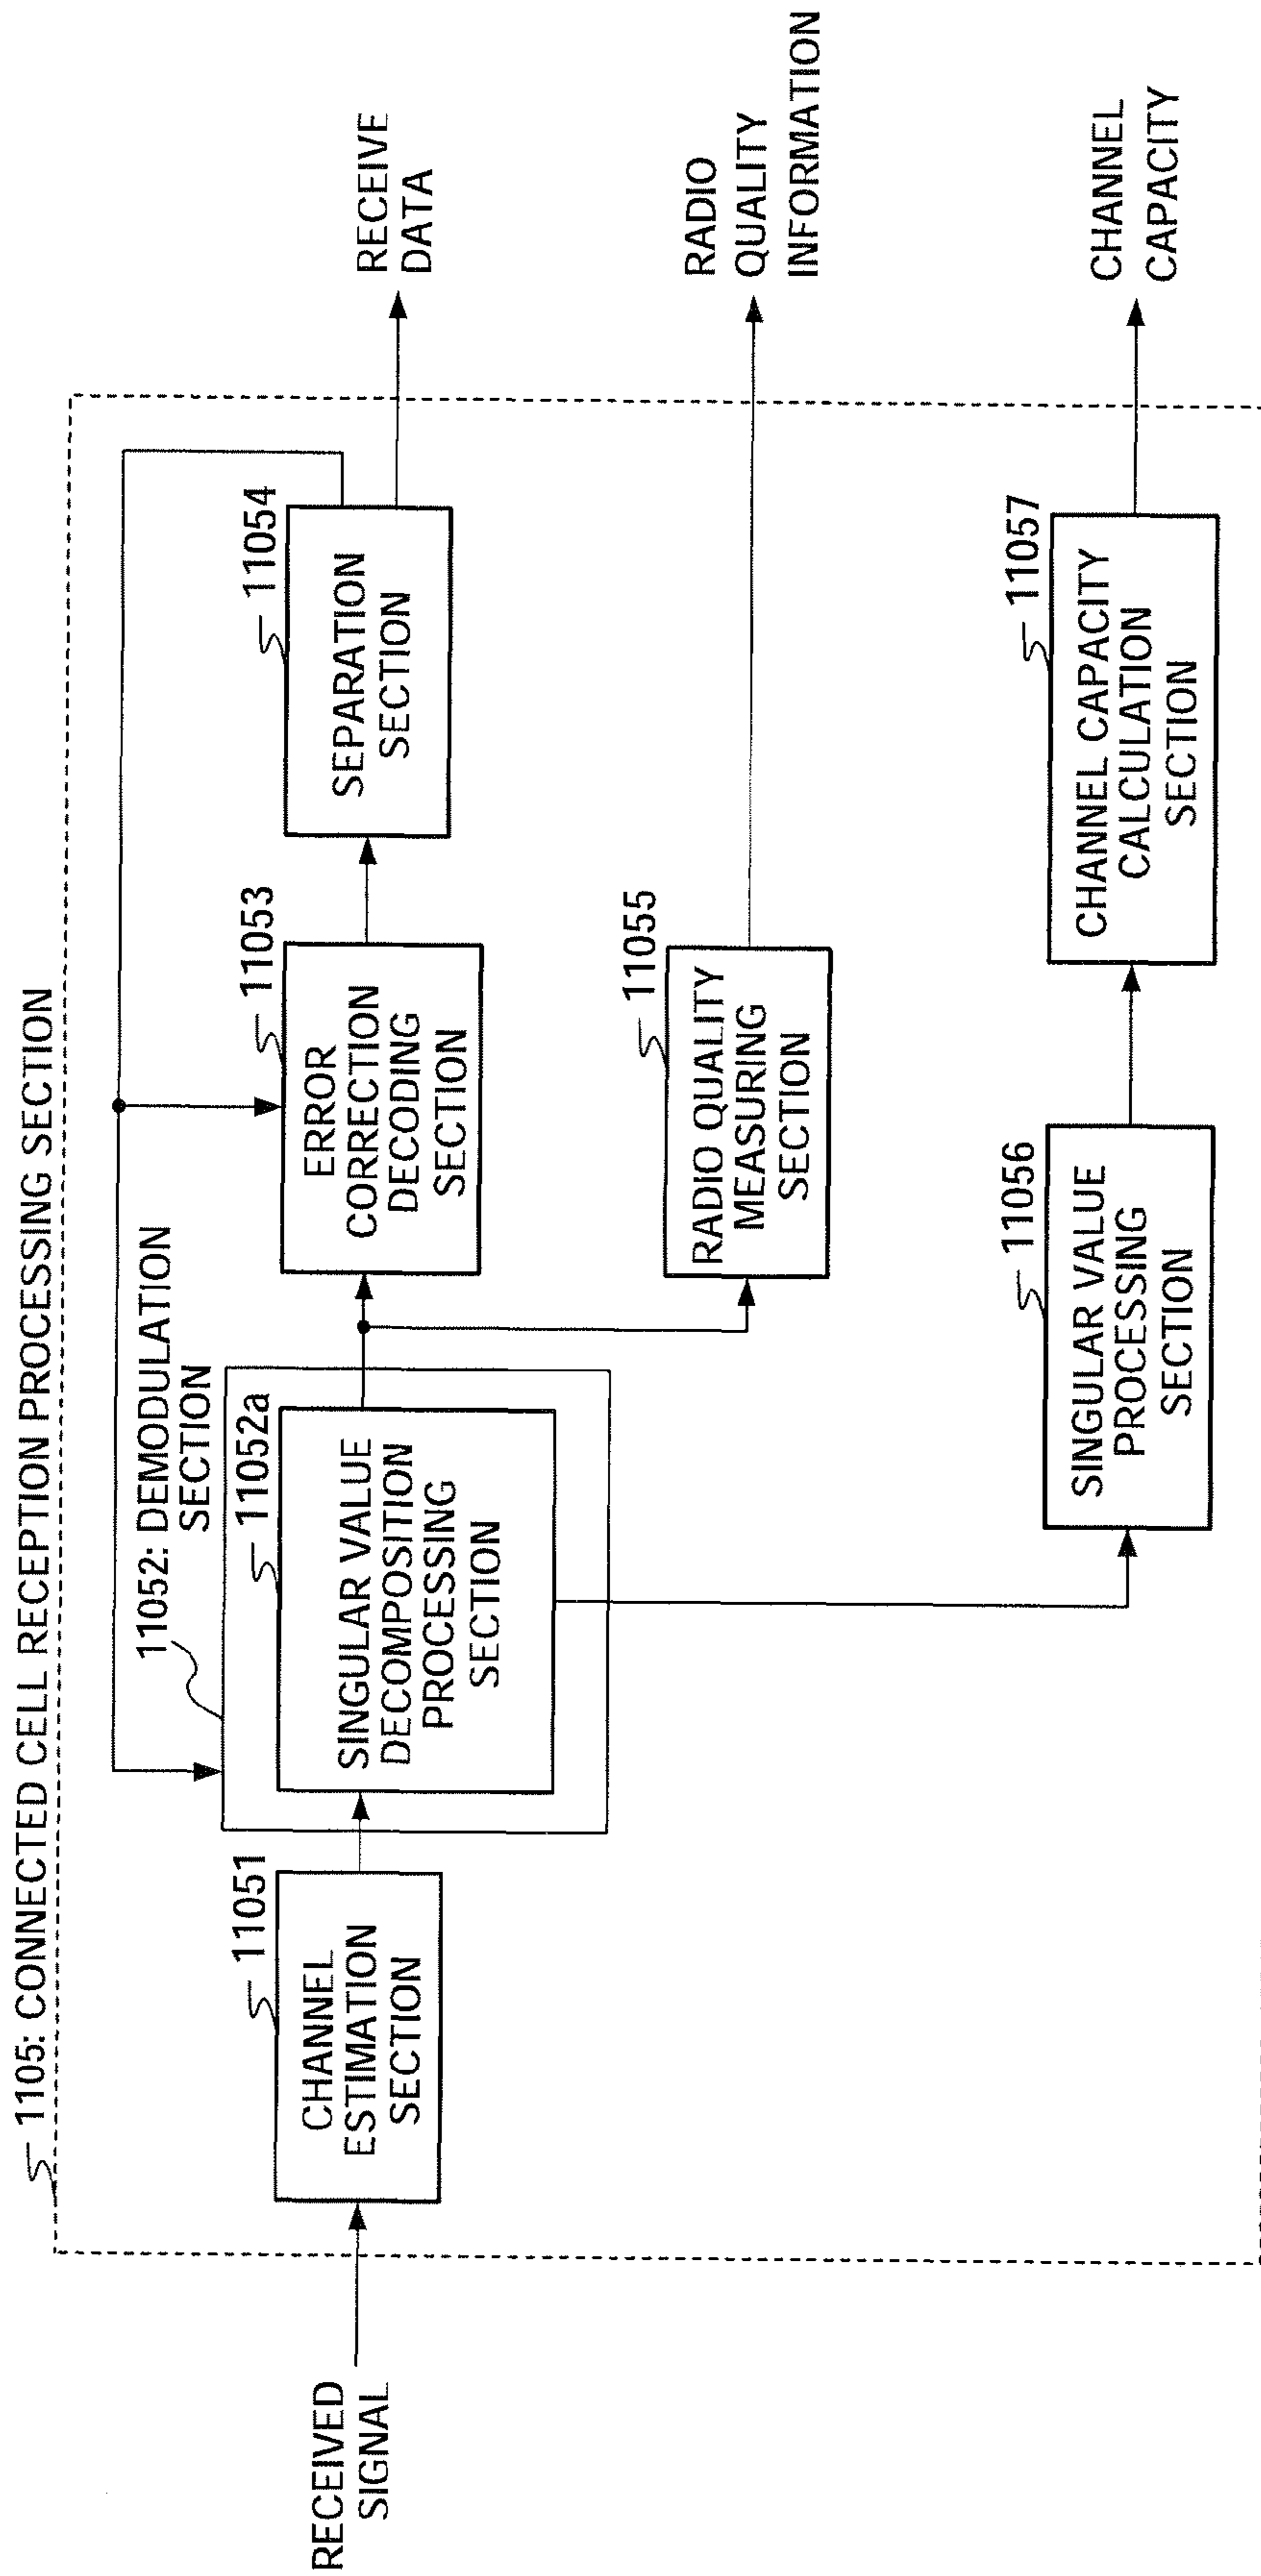 1105: CONNECTED CELL RECEPTION PROCESSING SECTION
RECEIVED
SIGNAL
11051
CHANNEL
ESTIMATION
SECTION
11052: DEMODULATION
SECTION
11052a
SINGULAR VALUE
DECOMPOSITION
PROCESSING
SECTION
11053
ERROR
CORRECTION
DECODING
SECTION
11054
SEPARATION
SECTION
RECEIVE
DATA
11055
RADIO QUALITY
MEASURING
SECTION
RADIO
QUALITY
INFORMATION
11056
SINGULAR VALUE
PROCESSING
SECTION
11057
CHANNEL CAPACITY
CALCULATION
SECTION
CHANNEL
CAPACITY